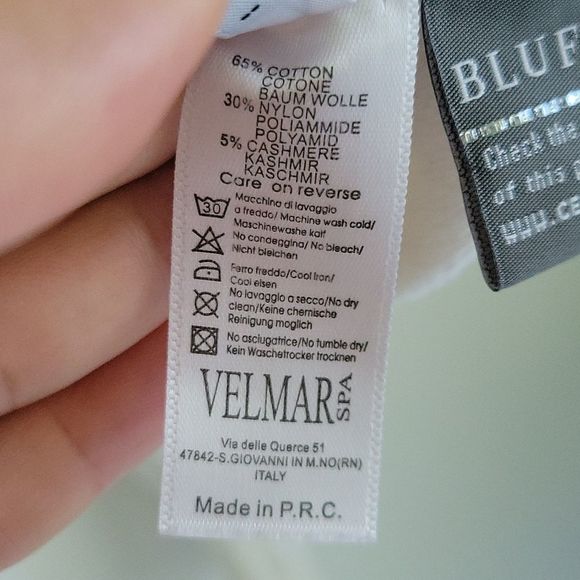 65% COTTON
COTONE
BAUM WOLLE
30% NYLON
POLIAMMIDE
POLYAMID
5% CASHMERE
KASHMIR
KASCHMIR
Care on reverse
30
Macchina di lavaggio
a freddo/ Machine wash cold/
Maschinewashe kalf
No candeggina/ No bleach/
Nicht bleichen
Ferro freddo/Cool Iron/
Cool eisen
No lavaggio a secco/No dry
clean/Keine chemische
Reinigung moglich
No asciugatrice/No tumble dry/
Kein Waschetrocker trocknen
VELMAR SPA
Via delle Querce 51
47842-S.GIOVANNI IN M.NO(RN)
ITALY
Made in P.R.C.
BLUF
Check the
of this
www.ce